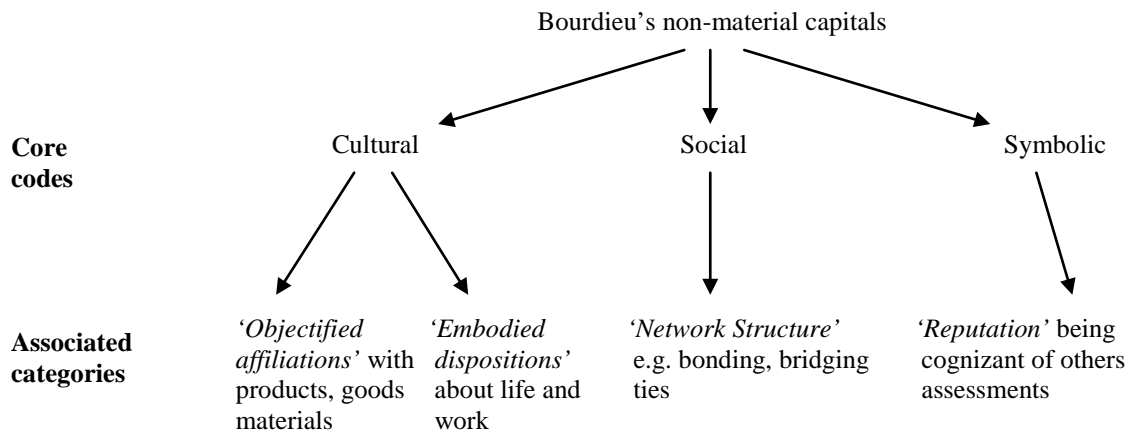 Bourdieu’s non-material capitals
Core
codes
Cultural
Social
Symbolic
Associated
categories
‘Objectified
affiliations’ with
products, goods
materials
‘Embodied
dispositions’
about life and
work
‘Network Structure’
e.g. bonding, bridging
ties
‘Reputation’ being
cognizant of others
assessments